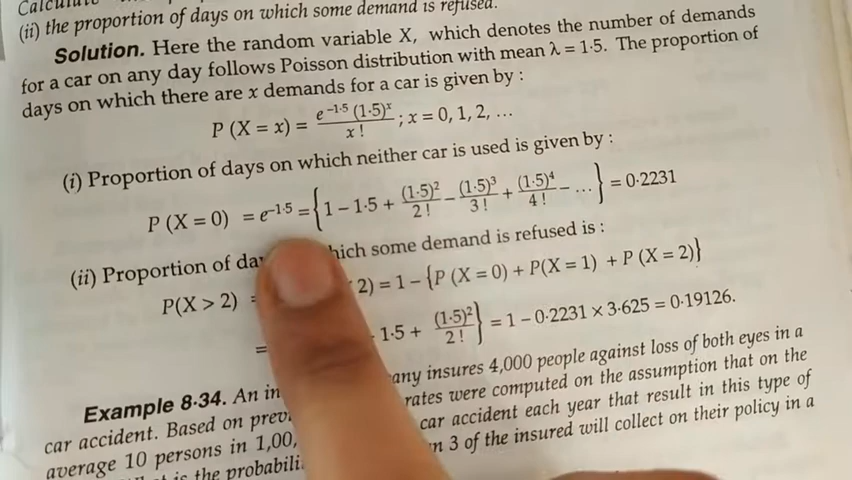 Calculate
(ii) the proportion of days on which some demand is refused.
Solution. Here the random variable X, which denotes the number of demands
for a car on any day follows Poisson distribution with mean λ = 1·5. The proportion of
days on which there are x demands for a car is given by :
P (X = x) = e^{-1·5} (1·5)^x / x ! ; x = 0, 1, 2, ...
(i) Proportion of days on which neither car is used is given by :
P (X = 0) = e^{-1·5} = {1 – 1·5 + (1·5)^2 / 2 ! – (1·5)^3 / 3 ! + (1·5)^4 / 4 ! – ... } = 0·2231
(ii) Proportion of hich some demand is refused is :
P(X > 2) 2) = 1 – {P (X = 0) + P(X = 1) + P (X = 2)}
= 1·5 + (1·5)^2 / 2 ! } = 1 – 0·2231 × 3·625 = 0·19126.
Example 8·34. An any insures 4,000 people against loss of both eyes in a
car accident. Based on rates were computed on the assumption that on the
average 10 persons in 1,00, car accident each year that result in this type of
is the 3 of the insured will collect on their policy in a